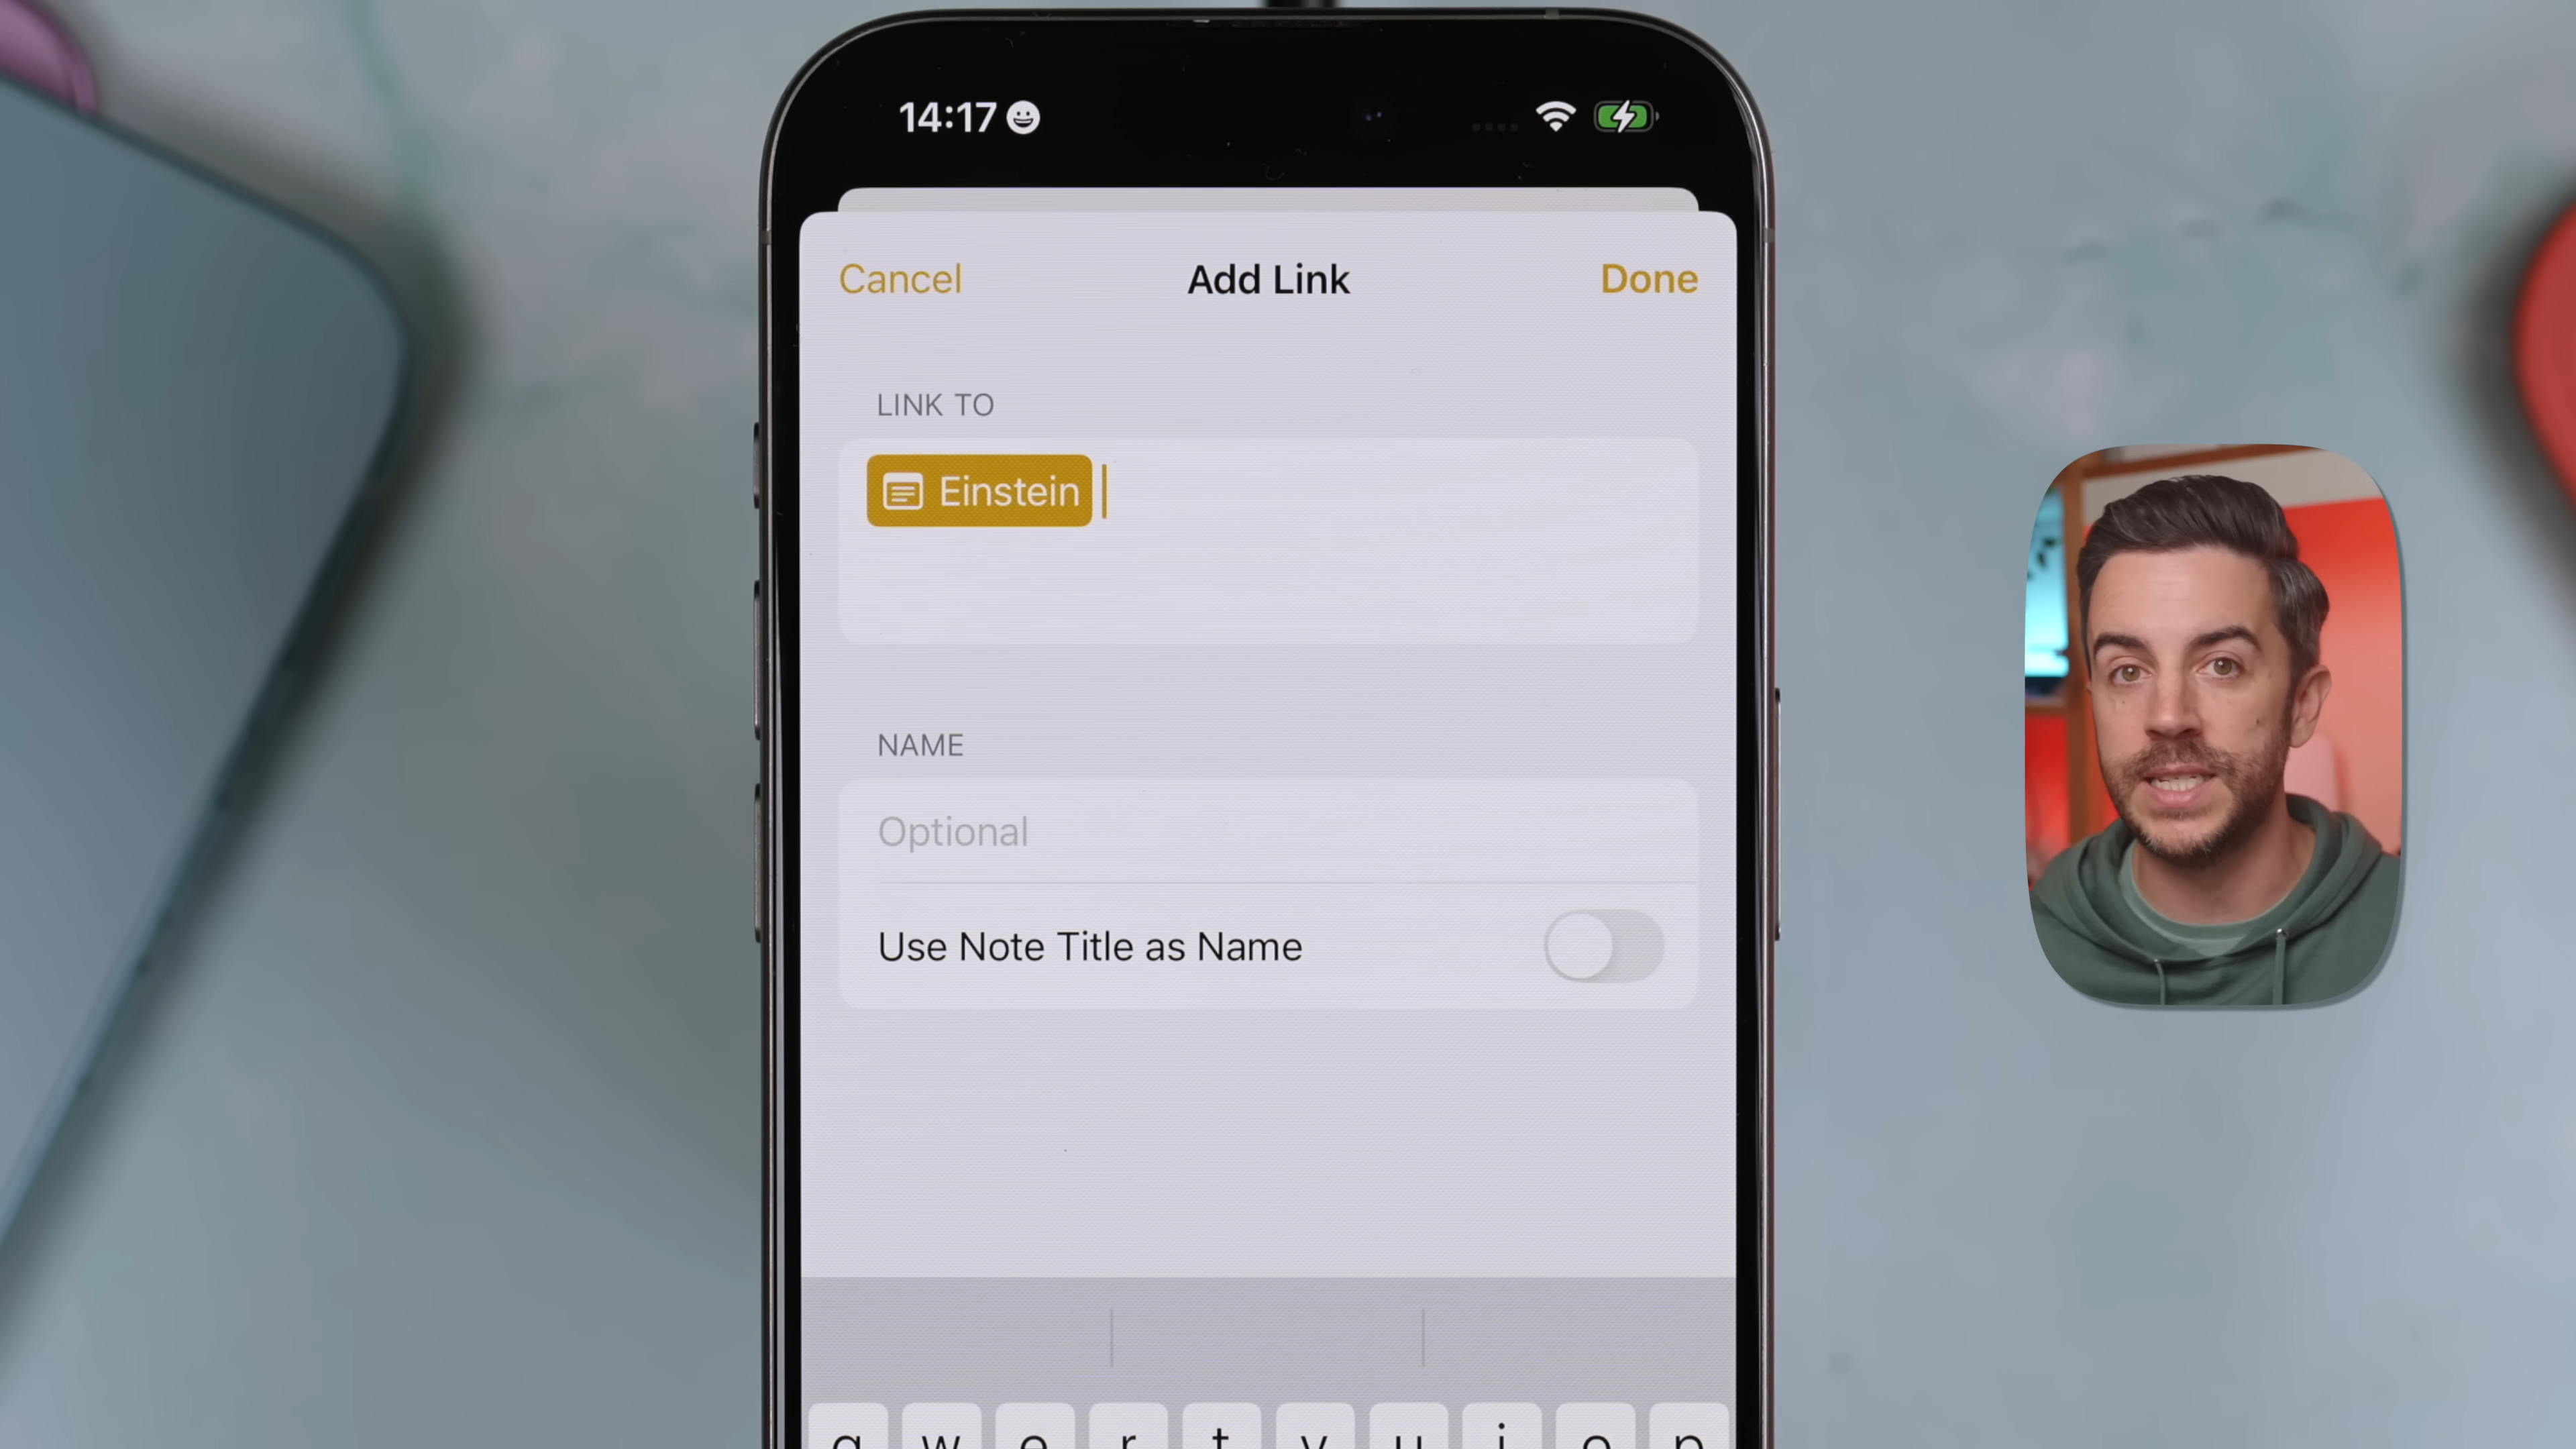 14:17
Cancel
Add Link
Done
LINK TO
Einstein
NAME
Optional
Use Note Title as Name
q w e r t y u i o p